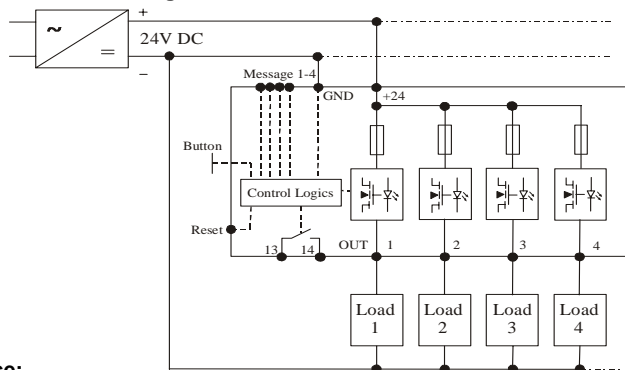 +
~
=
24V DC
−
Message 1-4
GND
+24
Button
Control Logics
Reset
13
14
OUT
1
2
3
4
Load 1
Load 2
Load 3
Load 4